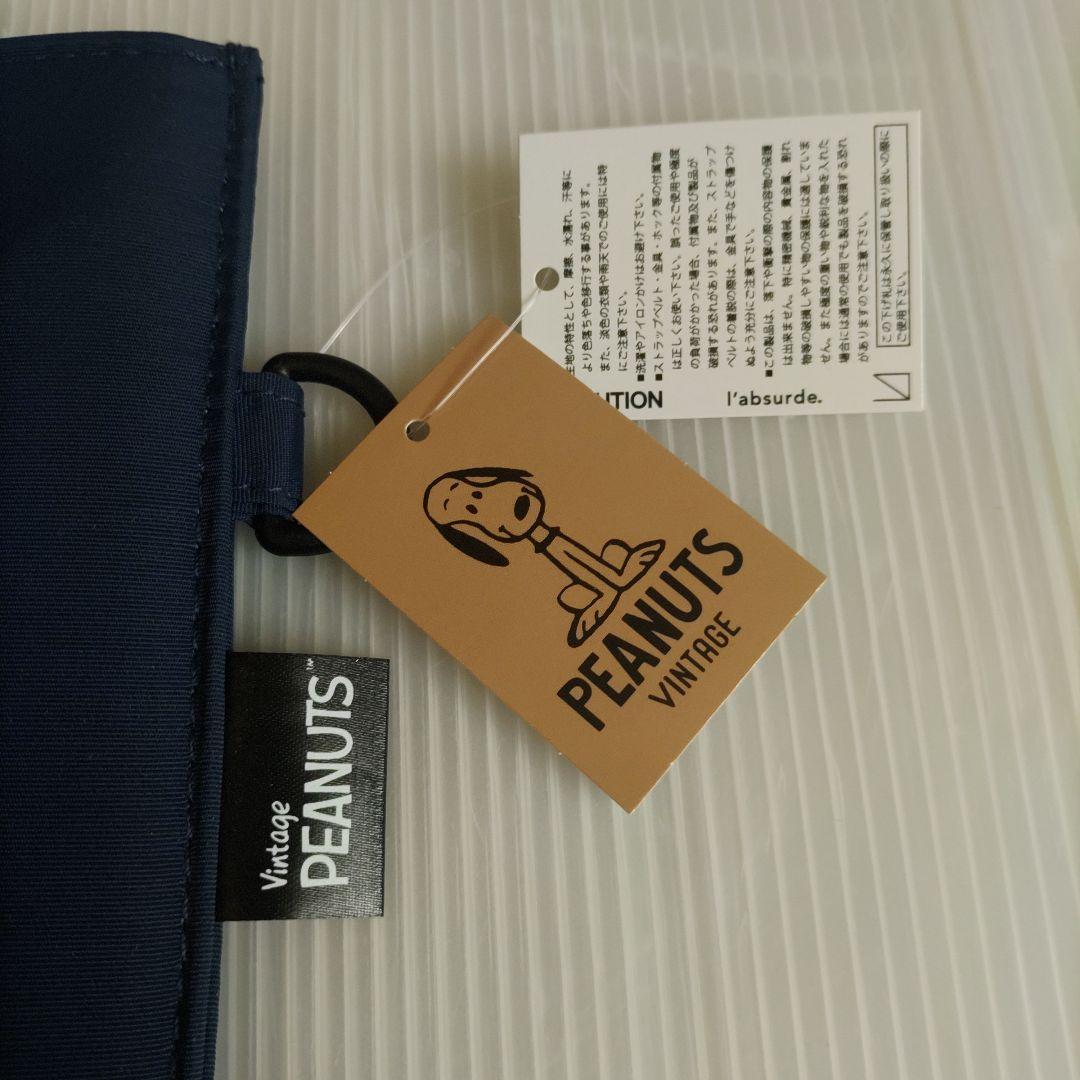 生地の特性として、摩擦、水濡れ、汗等に
より色落ちや色移行する事があります。
また、淡色の衣類や雨天でのご使用には特
にご注意下さい。
■洗濯やアイロンかけはお避け下さい。
■ストラップベルト・金具・ホック等の付属物
は正しくお使い下さい。誤ったご使用や極度
の負荷がかかった場合、付属物及び製品が
破損する恐れがあります。また、ストラップ
ベルトの着脱の際は、金具で手などを傷つけ
ぬよう充分にご注意下さい。
■この製品は、落下や衝撃の際の内容物の保護
は出来ません。特に精密機械、貴金属、割れ
物等の破損しやすい物の保護には適していま
せん。また極度の重い物や鋭利な物を入れた
場合には通常の使用でも製品を破損する恐れ
がありますのでご注意下さい。
この下げ札は永久に保管し取り扱いの際に
ご使用下さい。
UTION
l'absurde.
PEANUTS
VINTAGE
Vintage
PEANUTS™